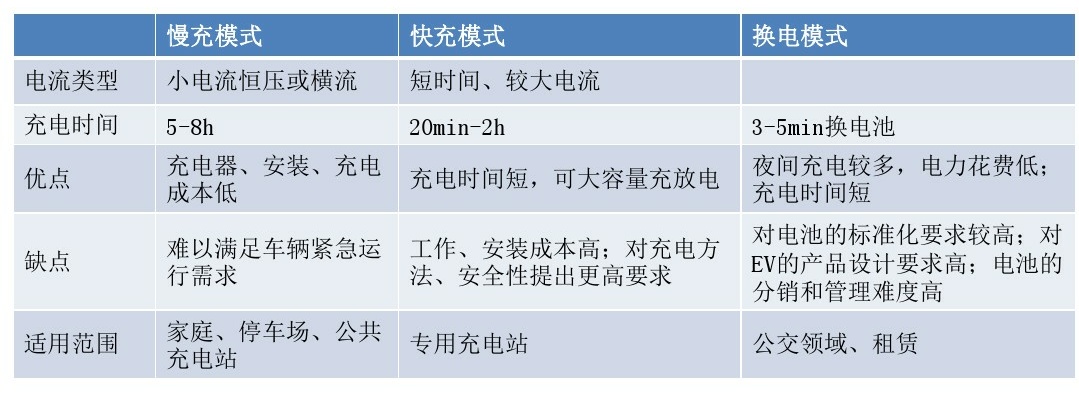 慢充模式 快充模式 换电模式
电流类型 小电流恒压或横流 短时间、较大电流
充电时间 5-8h 20min-2h 3-5min换电池
优点
充电器、安装、充电
成本低
充电时间短，可大容量充放电
夜间充电较多，电力花费低；
充电时间短
缺点
难以满足车辆紧急运
行需求
工作、安装成本高；对充电方
法、安全性提出更高要求
对电池的标准化要求较高；对
EV的产品设计要求高；电池的
分销和管理难度高
适用范围
家庭、停车场、公共
充电站
专用充电站
公交领域、租赁